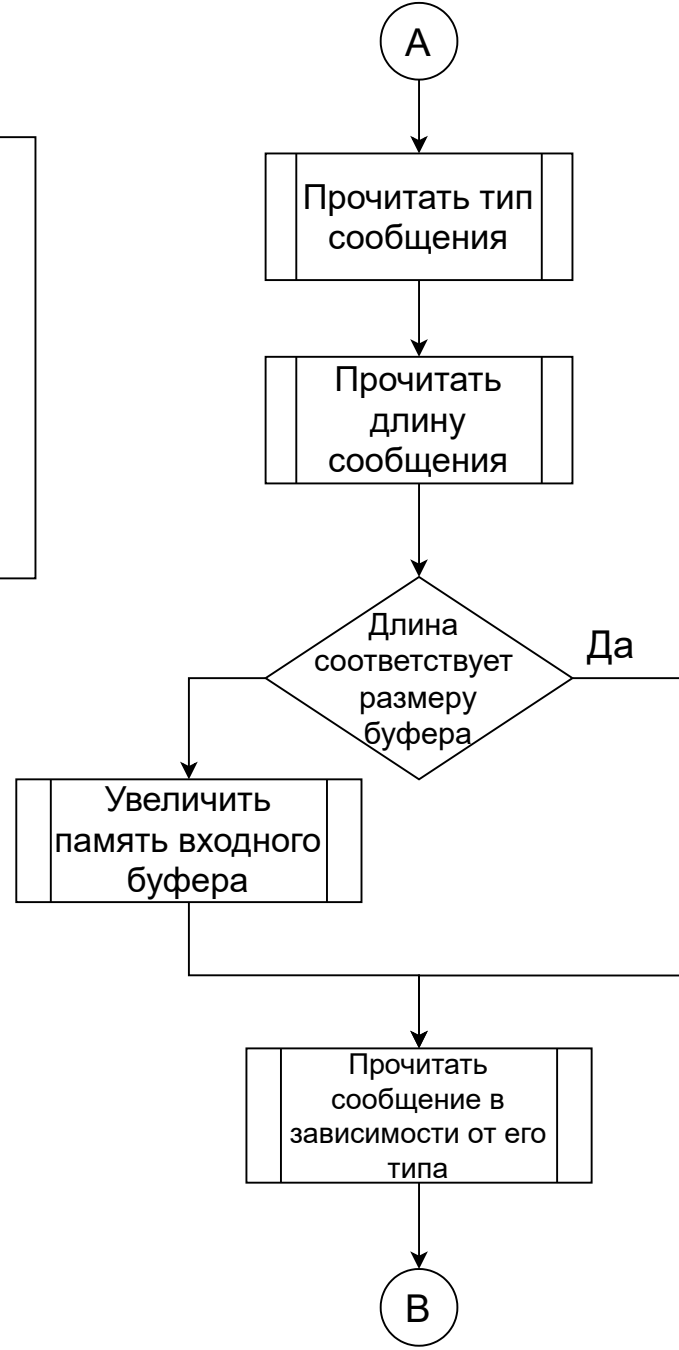 A
Прочитать тип
сообщения
Прочитать
длину
сообщения
Длина
соответствует
размеру
буфера
Да
Увеличить
память входного
буфера
Прочитать
сообщение в
зависимости от его
типа
B